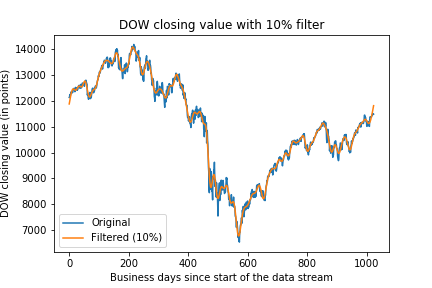 DOW closing value with 10% filter
DOW closing value (in points)
14000
13000
12000
11000
10000
9000
8000
7000
Original
Filtered (10%)
0 200 400 600 800 1000
Business days since start of the data stream